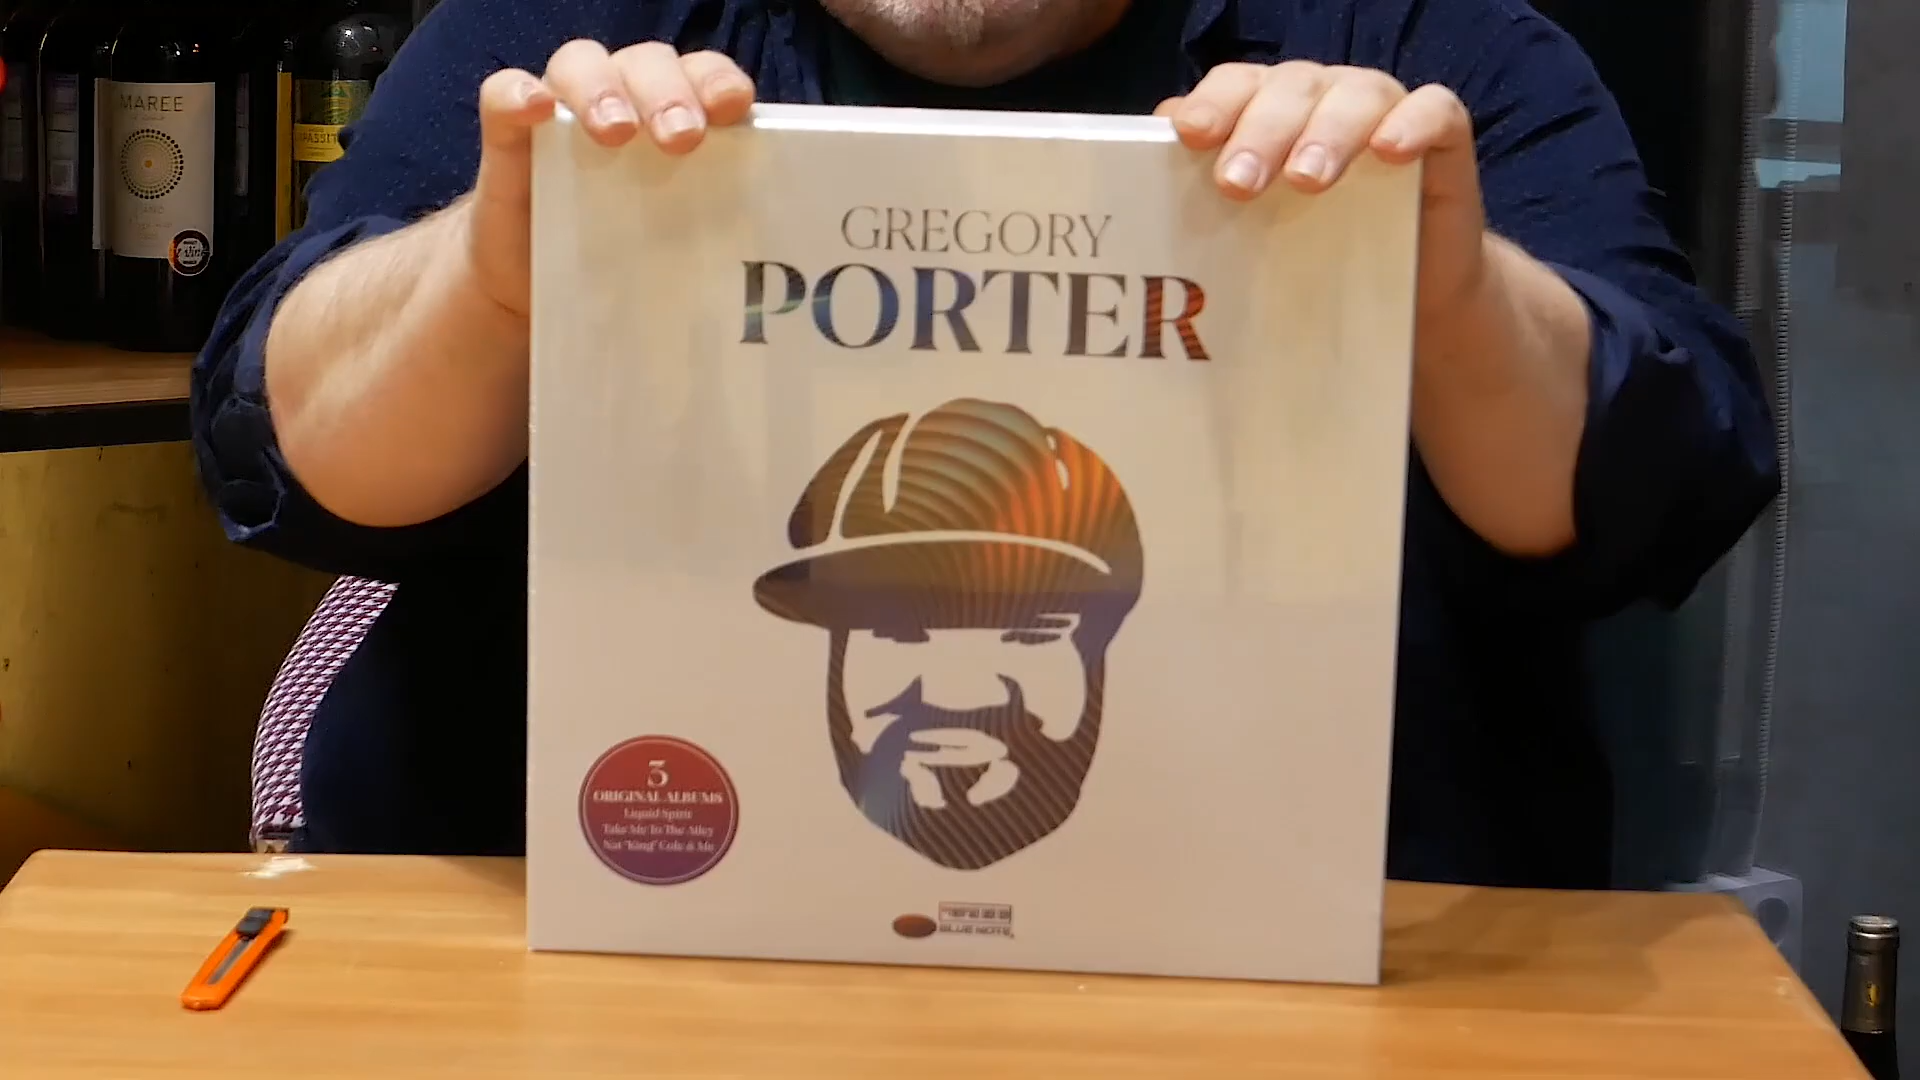 MAREE
GREGORY
PORTER
3
ORIGINAL ALBUMS
Liquid Spirit
Take Me To The Alley
Nat "King" Cole & Me
BLUE NOTE